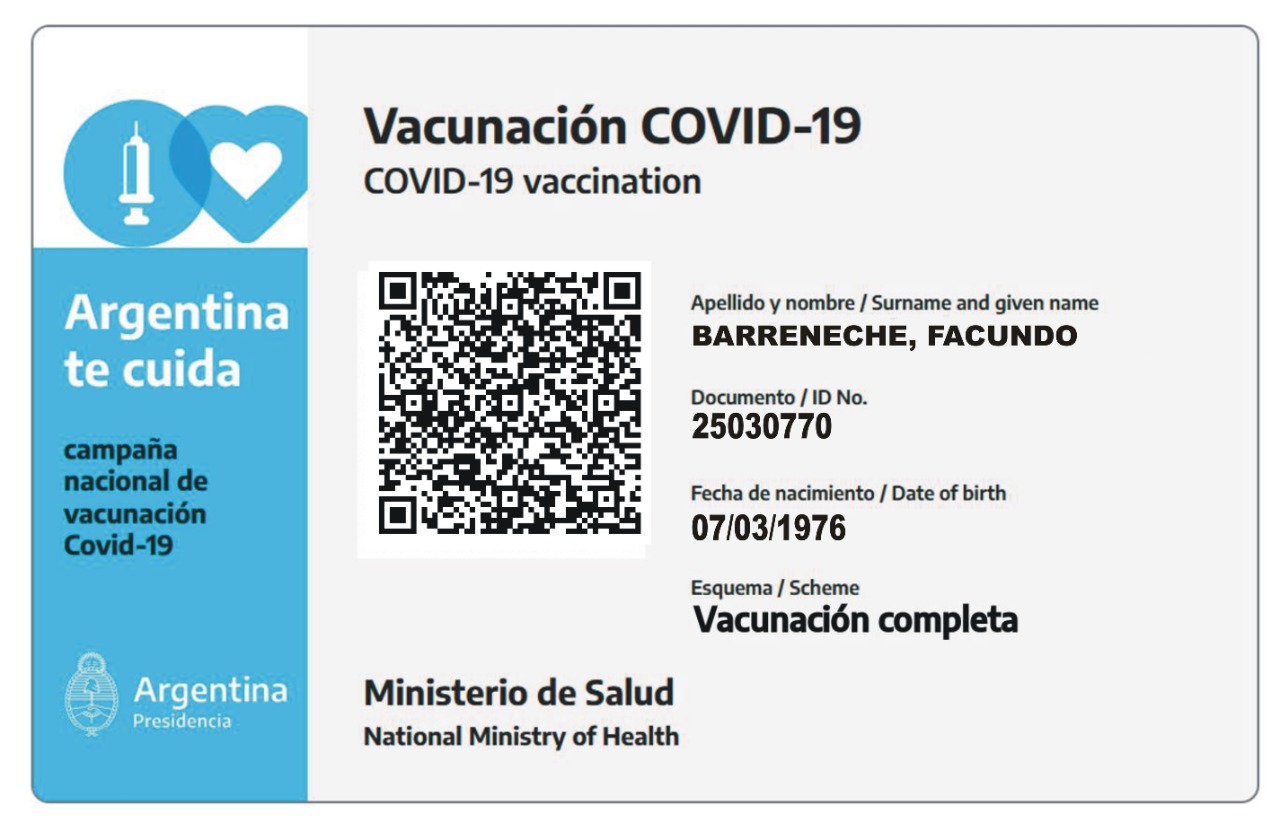 Vacunación COVID-19
COVID-19 vaccination
Argentina
te cuida
campaña
nacional de
vacunación
Covid-19
Argentina
Presidencia
Apellido y nombre / Surname and given name
BARRENECHE, FACUNDO
Documento / ID No.
25030770
Fecha de nacimiento / Date of birth
07/03/1976
Esquema / Scheme
Vacunación completa
Ministerio de Salud
National Ministry of Health